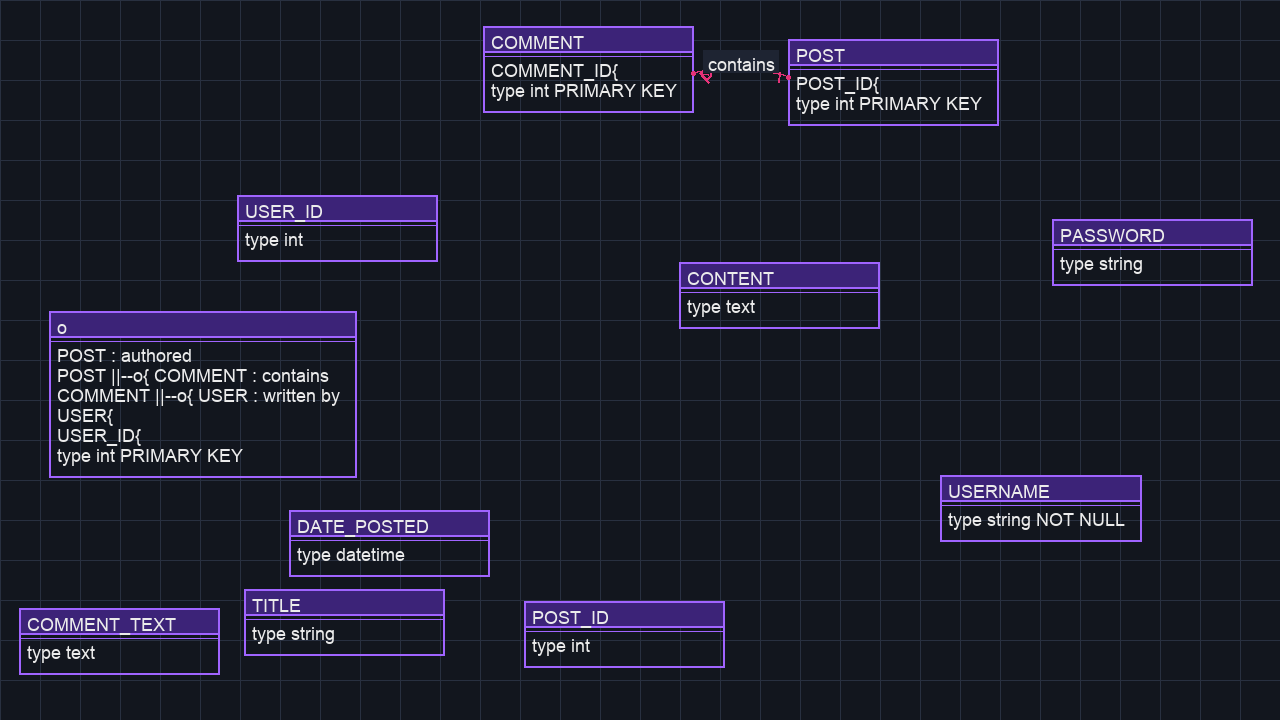 COMMENT
COMMENT_ID{
type int PRIMARY KEY
contains
POST
POST_ID{
type int PRIMARY KEY
USER_ID
type int
PASSWORD
type string
CONTENT
type text
o
POST : authored
POST ||--o{ COMMENT : contains
COMMENT ||--o{ USER : written by
USER{
USER_ID{
type int PRIMARY KEY
USERNAME
type string NOT NULL
DATE_POSTED
type datetime
TITLE
type string
POST_ID
type int
COMMENT_TEXT
type text